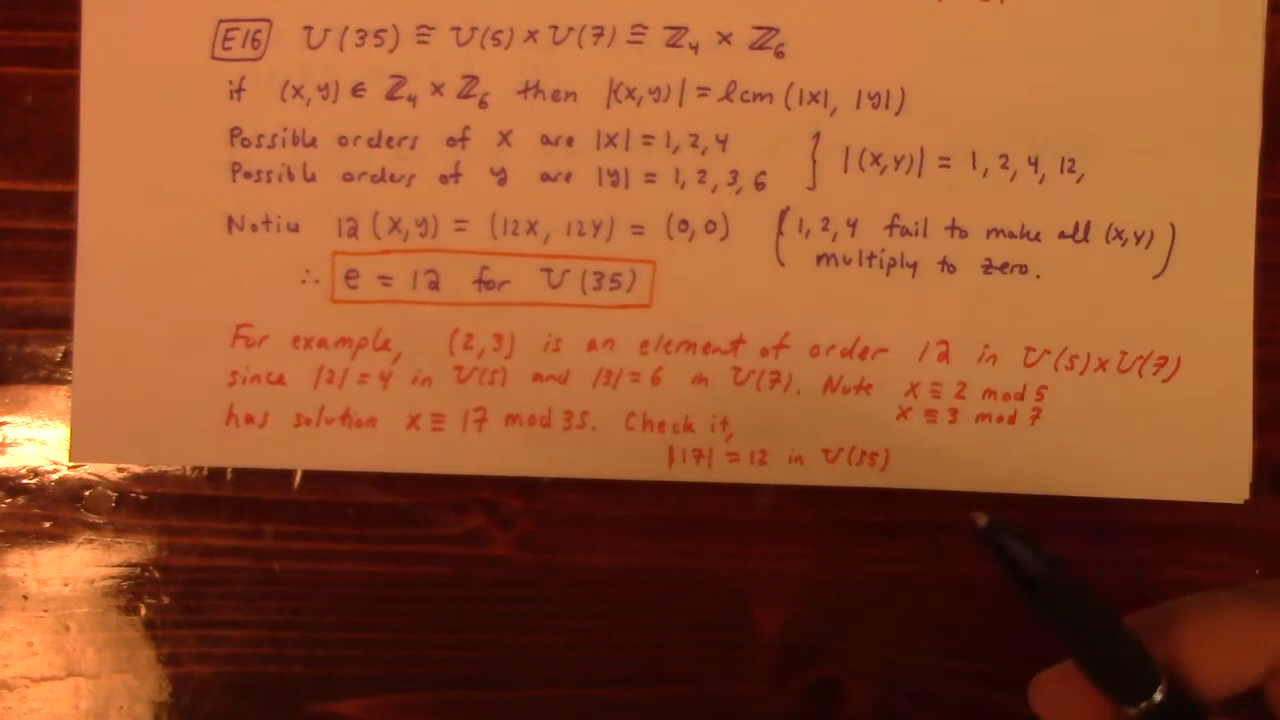 E16 U(35) ≅ U(5) × U(7) ≅ ℤ₄ × ℤ₆
if (x,y) ∈ ℤ₄ × ℤ₆ then |(x,y)| = lcm(|x|, |y|)
Possible orders of x are |x| = 1, 2, 4
Possible orders of y are |y| = 1, 2, 3, 6 } |(x,y)| = 1, 2, 4, 12,
Notice 12(x,y) = (12x, 12y) = (0,0) (1, 2, 4 fail to make all (x,y)
multiply to zero.)
∴ e = 12 for U(35)
For example, (2,3) is an element of order 12 in U(5)×U(7)
since |2| = 4 in U(5) and |3| = 6 in U(7). Note x ≡ 2 mod 5
x ≡ 3 mod 7
has solution x ≡ 17 mod 35. Check it,
|17| = 12 in U(35)